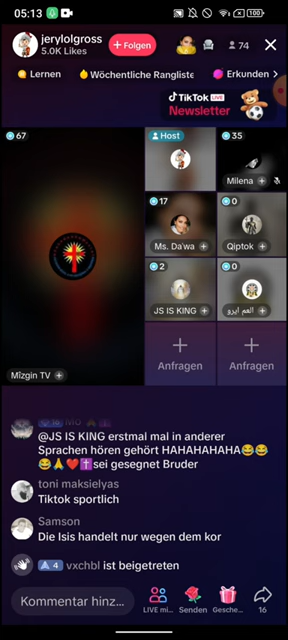 05:13
100
jerylolgross
5.0K Likes
+ Folgen
74
Lernen
Wöchentliche Rangliste
Erkunden
TikTok LIVE
Newsletter
67
Host
35
Milena
17
0
Ms. Da'wa
Qiptok
2
0
JS IS KING
العم ايرو
Anfragen
Anfragen
Mîzgin TV
@JS IS KING erstmal mal in anderer
Sprachen hören gehört HAHAHAHAHA😂😂
😂🙏❤️✝️sei gesegnet Bruder
toni maksielyas
Tiktok sportlich
Samson
Die Isis handelt nur wegen dem kor
4 vxchbl ist beigetreten
Kommentar hinz...
LIVE mi...
Senden
Gesche...
16